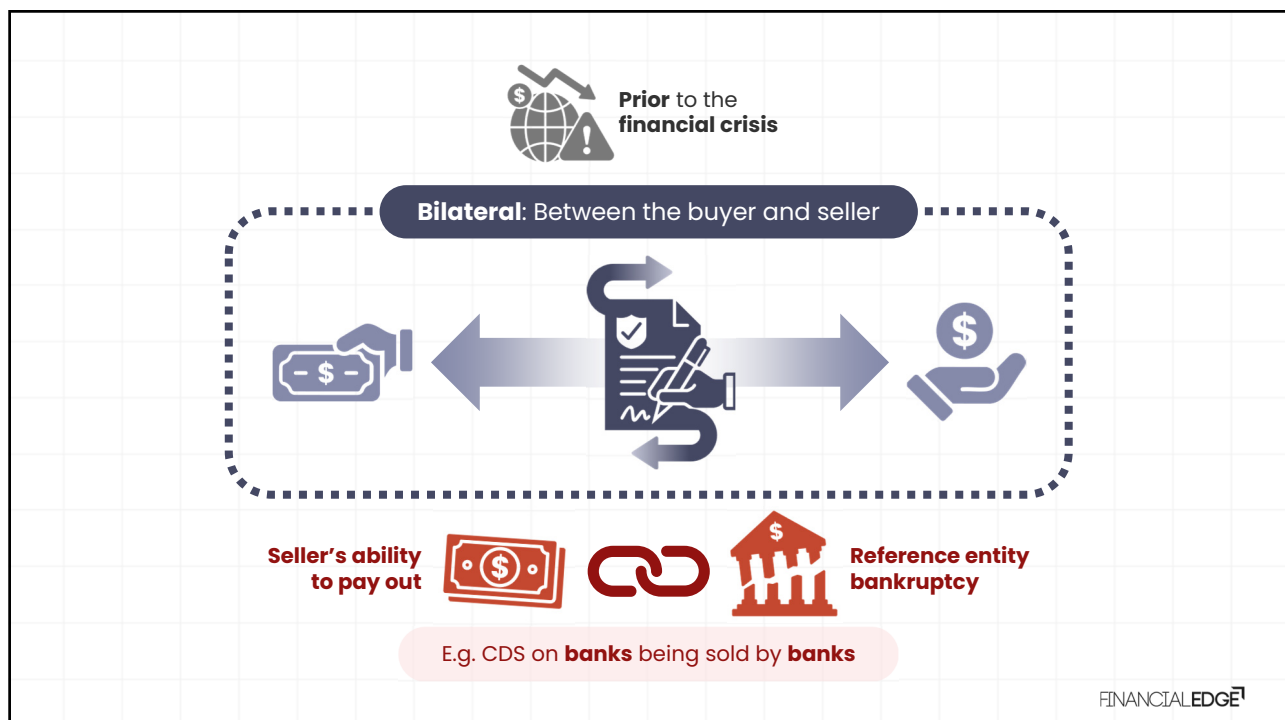 Prior to the
financial crisis
$
Bilateral: Between the buyer and seller
$
$
Seller's ability
to pay out
$
$
Reference entity
bankruptcy
E.g. CDS on banks being sold by banks
FINANCIALEDGE